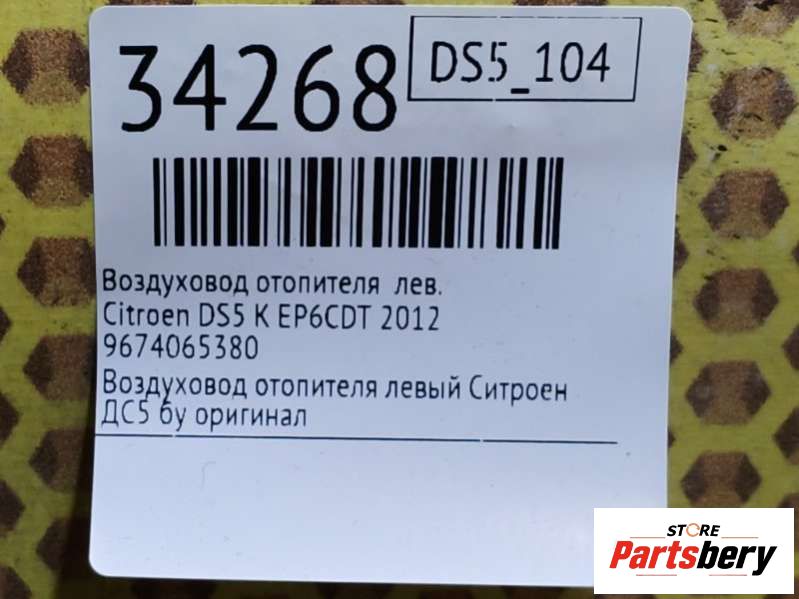 34268
DS5_104
Воздуховод отопителя лев.
Citroen DS5 K EP6CDT 2012
9674065380
Воздуховод отопителя левый Ситроен
ДС5 бу оригинал
STORE
Partsbery